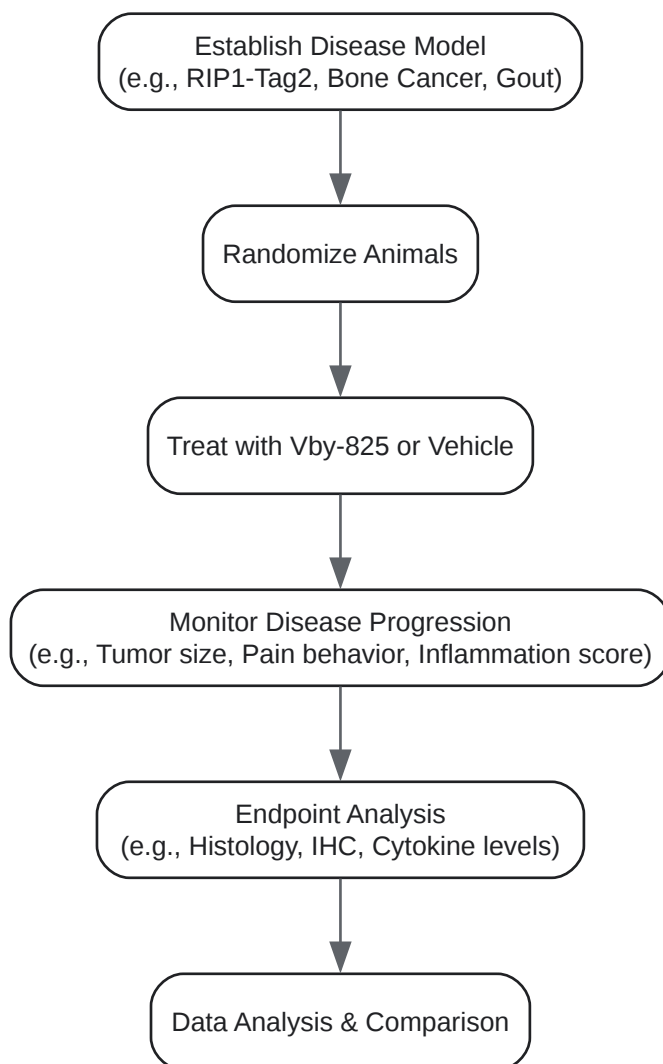 Establish Disease Model
(e.g., RIP1-Tag2, Bone Cancer, Gout)
Randomize Animals
Treat with Vby-825 or Vehicle
Monitor Disease Progression
(e.g., Tumor size, Pain behavior, Inflammation score)
Endpoint Analysis
(e.g., Histology, IHC, Cytokine levels)
Data Analysis & Comparison